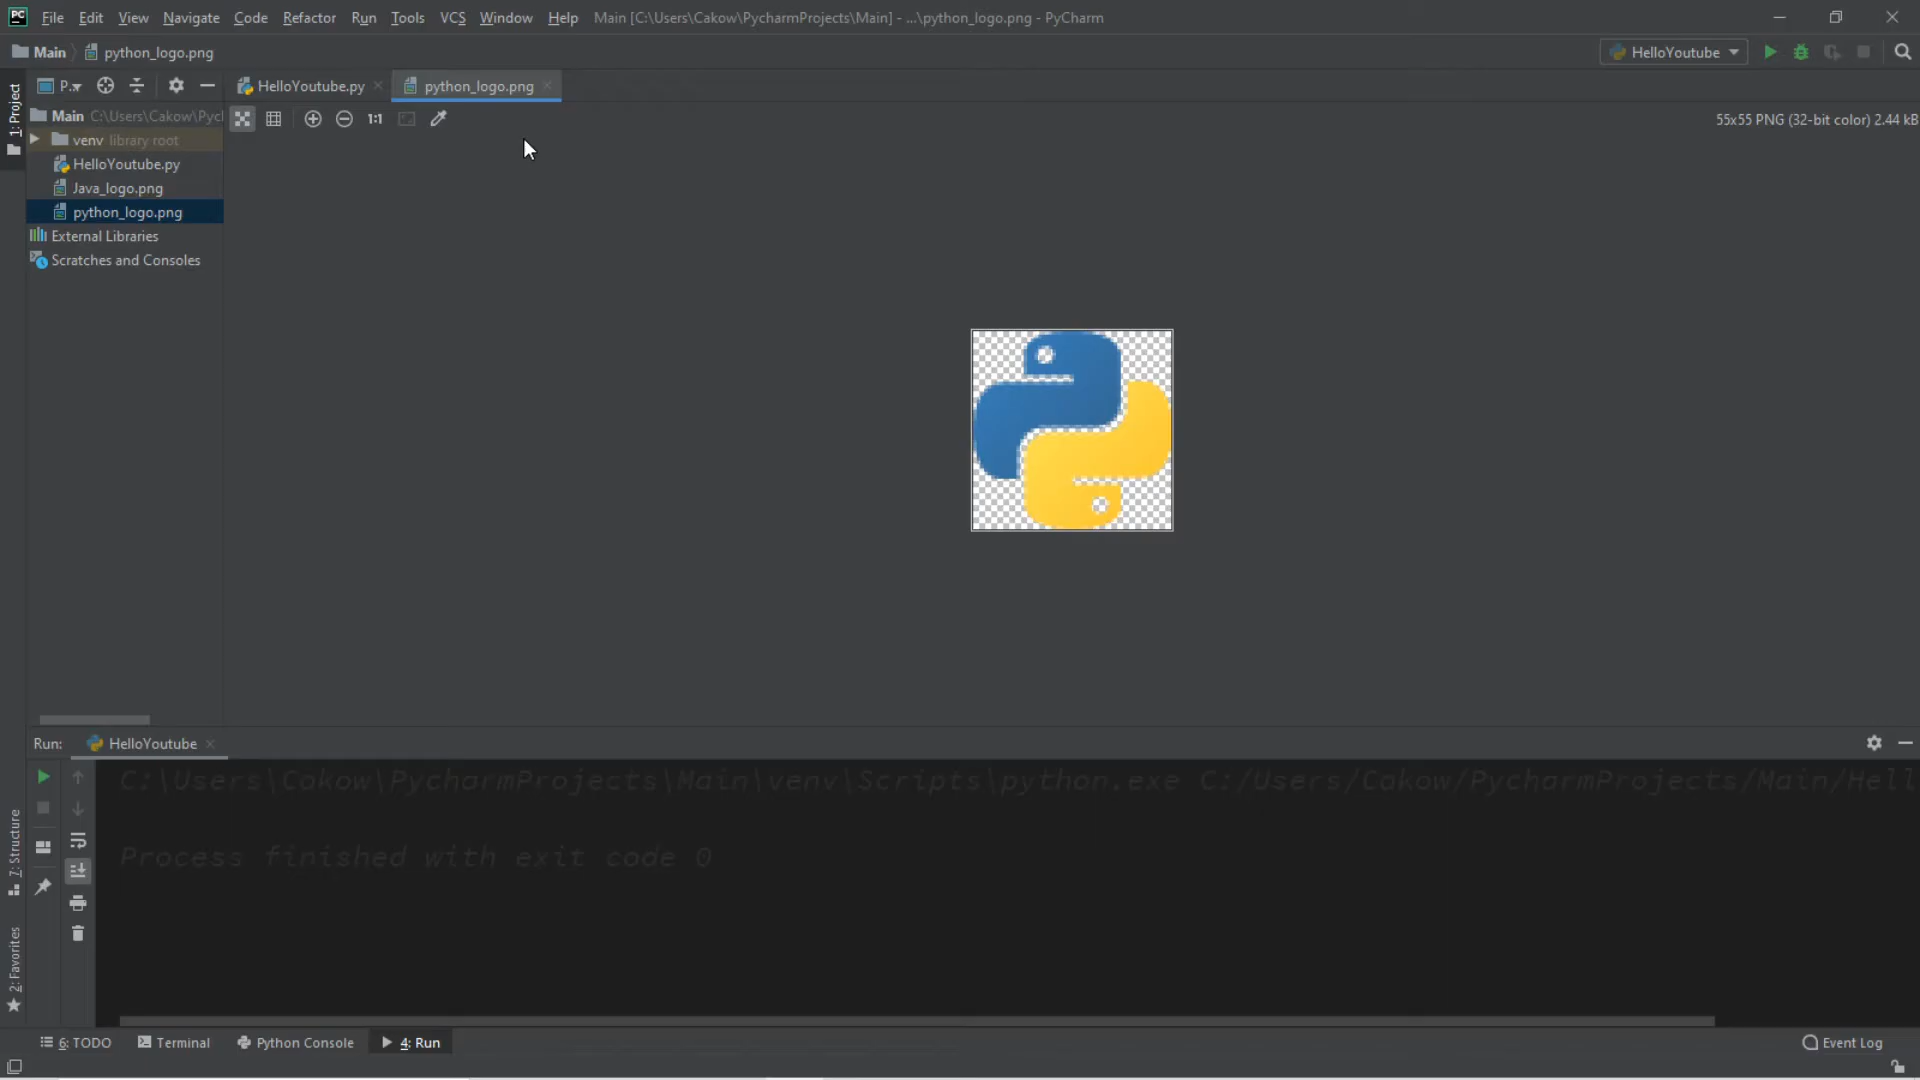 PC File Edit View Navigate Code Refactor Run Tools VCS Window Help Main [C:\Users\Cakow\PycharmProjects\Main] - ...\python_logo.png - PyCharm
Main python_logo.png HelloYoutube
1: Project P.. HelloYoutube.py python_logo.png
Main C:\Users\Cakow\Pycl 1:1 55x55 PNG (32-bit color) 2.44 kB
venv library root
HelloYoutube.py
Java_logo.png
python_logo.png
External Libraries
Scratches and Consoles
Run: HelloYoutube
C:\Users\Cakow\PycharmProjects\Main\venv\Scripts\python.exe C:/Users/Cakow/PycharmProjects/Main/Hell
Process finished with exit code 0
7: Structure
2: Favorites
6: TODO Terminal Python Console 4: Run Event Log